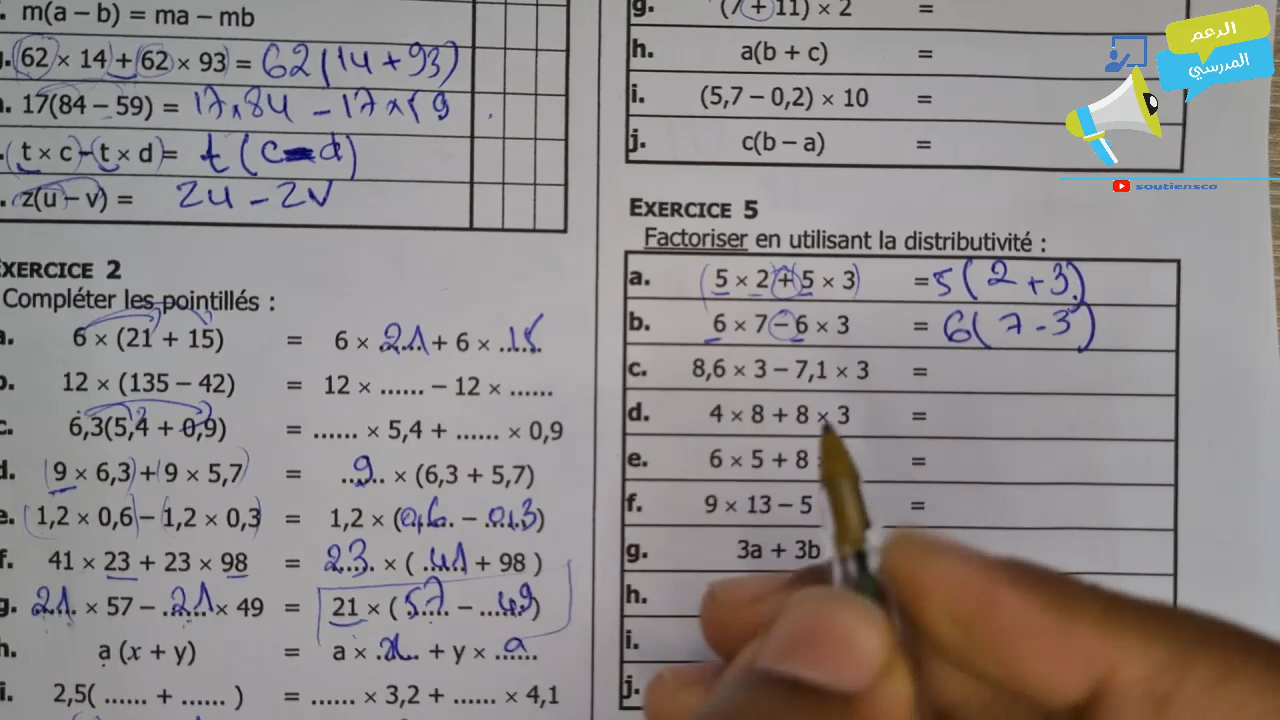 m(a – b) = ma – mb
62 × 14 + 62 × 93 = 62(14+93)
17(84 – 59) = 17×84 – 17×59
t × c – t × d = t(c-d)
z(u – v) = zu – zv
EXERCICE 2
Compléter les pointillés :
6 × (21 + 15) = 6 × .21. + 6 × .15.
12 × (135 – 42) = 12 × ...... – 12 × ......
c. 6,3(5,4 + 0,9) = ...... × 5,4 + ...... × 0,9
d. 9 × 6,3 + 9 × 5,7 = ..9.. × (6,3 + 5,7)
e. 1,2 × 0,6 – 1,2 × 0,3 = 1,2 × (0,6. – .0,3)
f. 41 × 23 + 23 × 98 = 23. × ( .41 + 98 )
g. 21. × 57 – .21 × 49 = 21 × (57 – 49)
h. a (x + y) = a × .x. + y × .a.
i. 2,5( ...... + ...... ) = ...... × 3,2 + ...... × 4,1
g. (7 + 11) × 2 =
h. a(b + c) =
i. (5,7 – 0,2) × 10 =
j. c(b – a) =
EXERCICE 5
Factoriser en utilisant la distributivité :
a. 5 × 2 + 5 × 3 = 5(2+3)
b. 6 × 7 – 6 × 3 = 6(7-3)
c. 8,6 × 3 – 7,1 × 3 =
d. 4 × 8 + 8 × 3 =
e. 6 × 5 + 8 =
f. 9 × 13 – 5 =
g. 3a + 3b
h.
i.
j.
الدعم
المدرسي
soutiensco